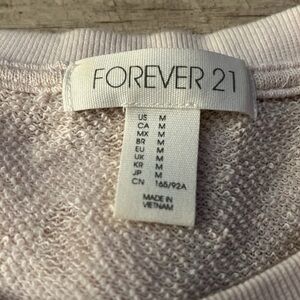 FOREVER 21
US M
CA M
MX M
BR M
EU M
UK M
KR M
JP M
CN 165/92A
MADE IN
VIETNAM